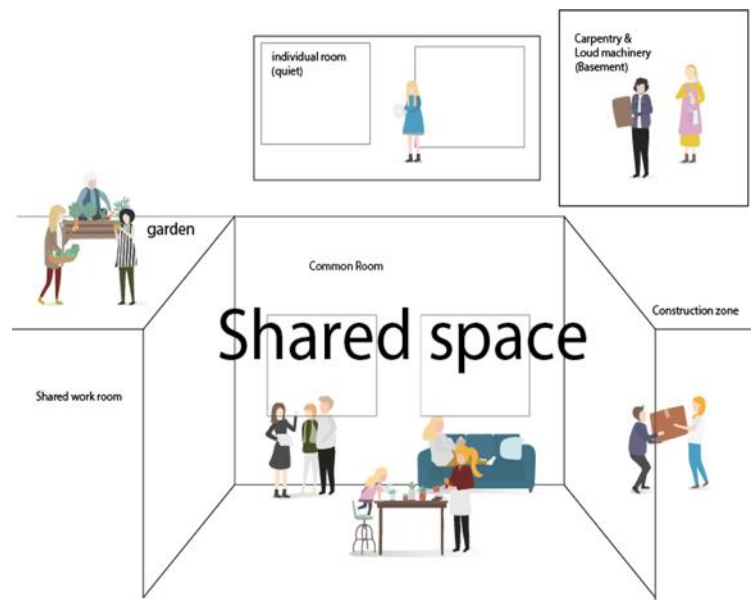 individual room
(quiet)
Carpentry &
Loud machinery
(Basement)
garden
Common Room
Shared space
Construction zone
Shared work room